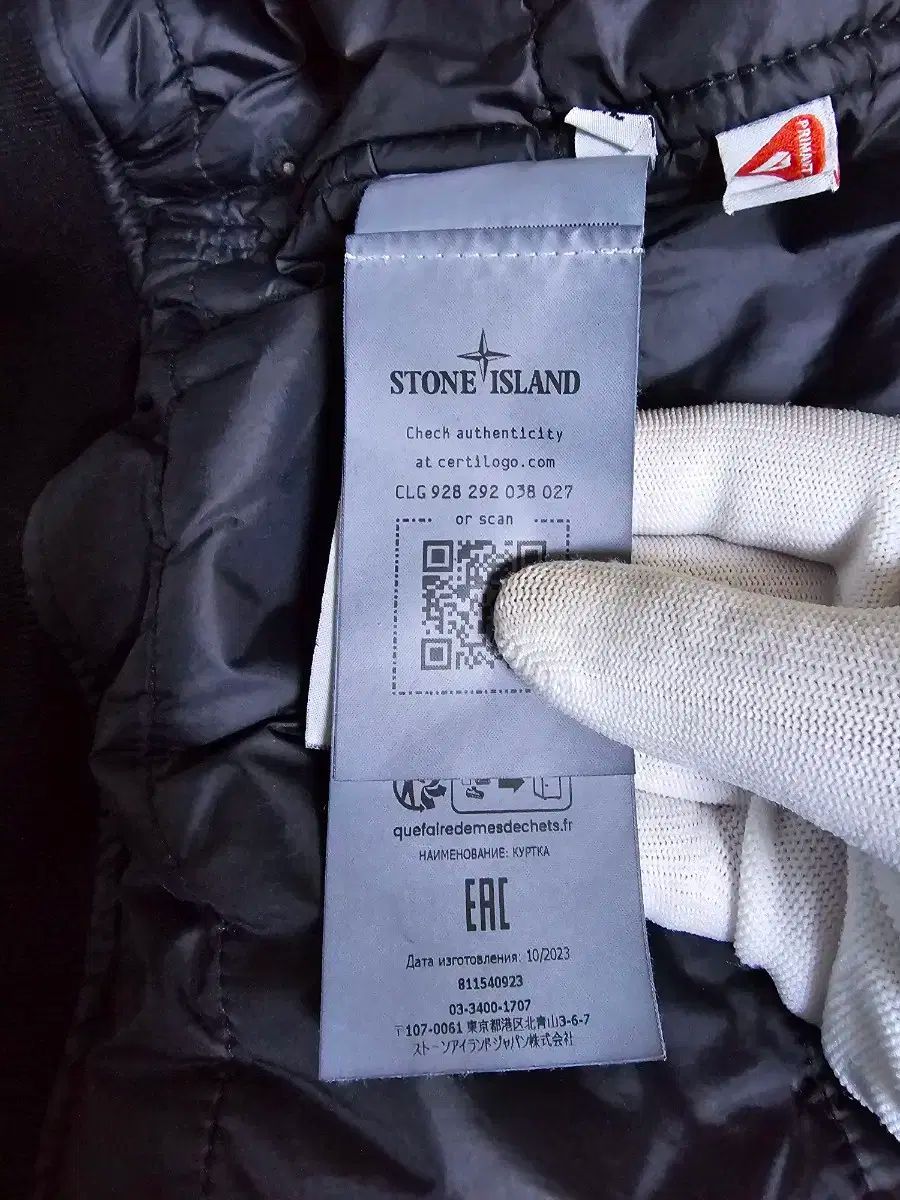 STONE ISLAND
Check authenticity
at certilogo.com
CLG 928 292 038 027
or scan
quefairedemesdechets.fr
НАИМЕНОВАНИЕ: КУРТКА
EAC
Дата изготовления: 10/2023
811540923
03-3400-1707
〒107-0061 東京都港区北青山3-6-7
ストーンアイランドジャパン株式会社